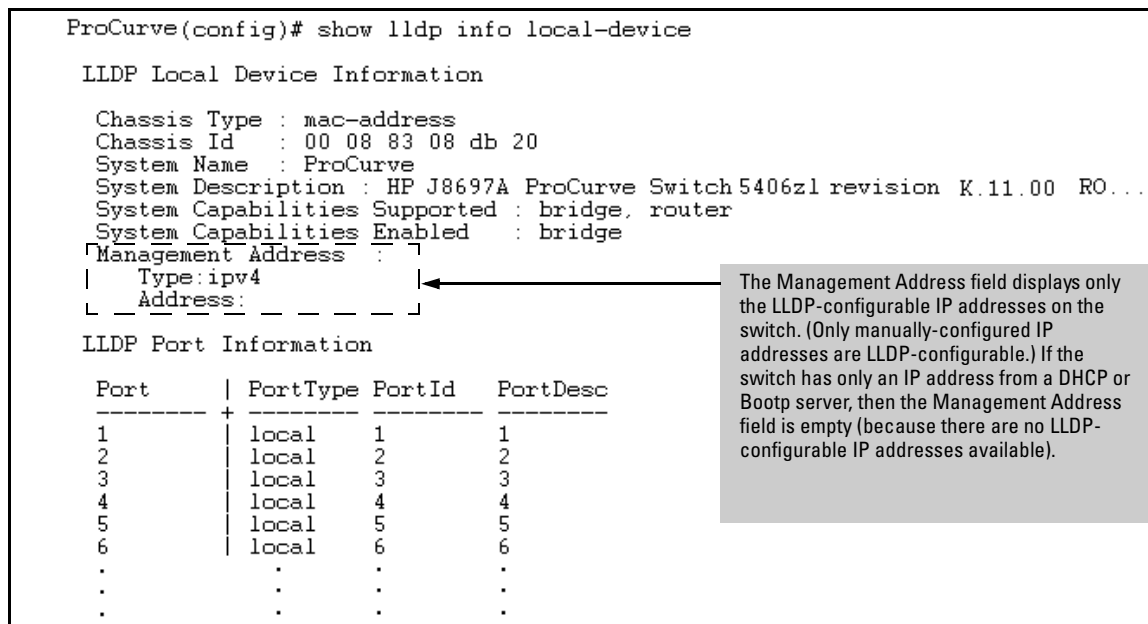 ProCurve(config)# show lldp info local-device
LLDP Local Device Information
Chassis Type : mac-address
Chassis Id : 00 08 83 08 db 20
System Name : ProCurve
System Description : HP J8697A ProCurve Switch 5406zl revision K.11.00 RO...
System Capabilities Supported : bridge, router
System Capabilities Enabled : bridge
Management Address :
Type:ipv4
Address:
The Management Address field displays only
the LLDP-configurable IP addresses on the
switch. (Only manually-configured IP
addresses are LLDP-configurable.) If the
switch has only an IP address from a DHCP or
Bootp server, then the Management Address
field is empty (because there are no LLDP-
configurable IP addresses available).
LLDP Port Information
Port | PortType PortId PortDesc
-------- + -------- -------- --------
1 | local 1 1
2 | local 2 2
3 | local 3 3
4 | local 4 4
5 | local 5 5
6 | local 6 6
. . . .
. . . .
. . . .